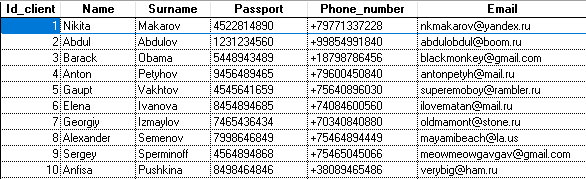 Id_client Name Surname Passport Phone_number Email
1 Nikita Makarov 4522814890 +79771337228 nkmakarov@yandex.ru
2 Abdul Abdulov 1231234560 +99854991840 abdulobdul@boom.ru
3 Barack Obama 5448943489 +18798786456 blackmonkey@gmail.com
4 Anton Petyhov 9456489465 +79600450840 antonpetyh@mail.ru
5 Gaupt Vakhtov 4545641659 +75640896030 superemoboy@rambler.ru
6 Elena Ivanova 8454894685 +74084600560 ilovematan@mail.ru
7 Georgiy Izmaylov 7465436434 +70340840880 oldmamont@stone.ru
8 Alexander Semenov 7998646849 +75464894449 mayamibeach@la.us
9 Sergey Sperminoff 4564894868 +75465045066 meowmeowgavgav@gmail.com
10 Anfisa Pushkina 8498464846 +38089465486 verybig@ham.ru